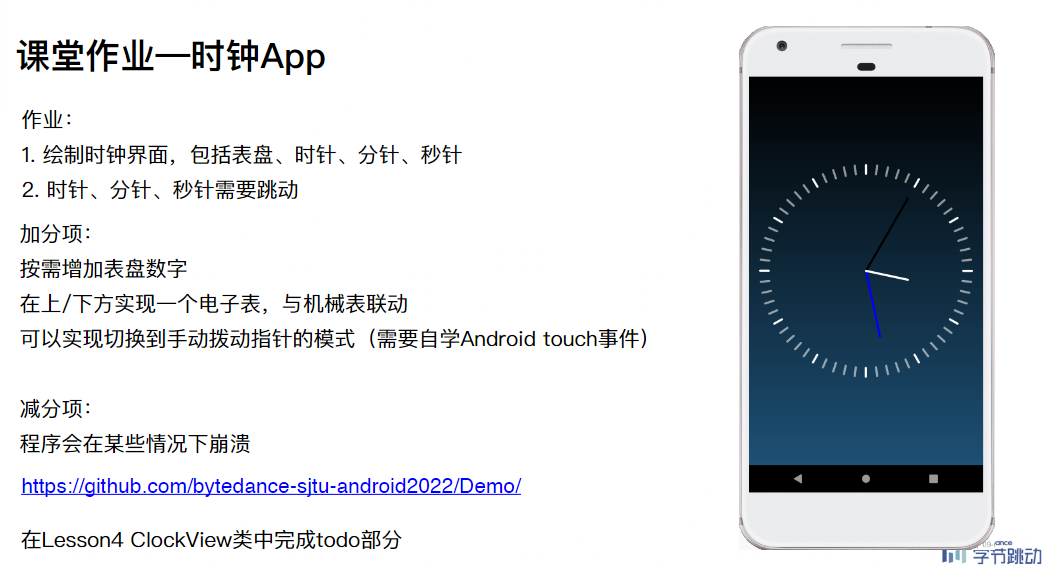 课堂作业—时钟App
作业：
1. 绘制时钟界面，包括表盘、时针、分针、秒针
2. 时针、分针、秒针需要跳动
加分项：
按需增加表盘数字
在上/下方实现一个电子表，与机械表联动
可以实现切换到手动拨动指针的模式（需要自学Android touch事件）
减分项：
程序会在某些情况下崩溃
https://github.com/bytedance-sjtu-android2022/Demo/
在Lesson4 ClockView类中完成todo部分
字节跳动